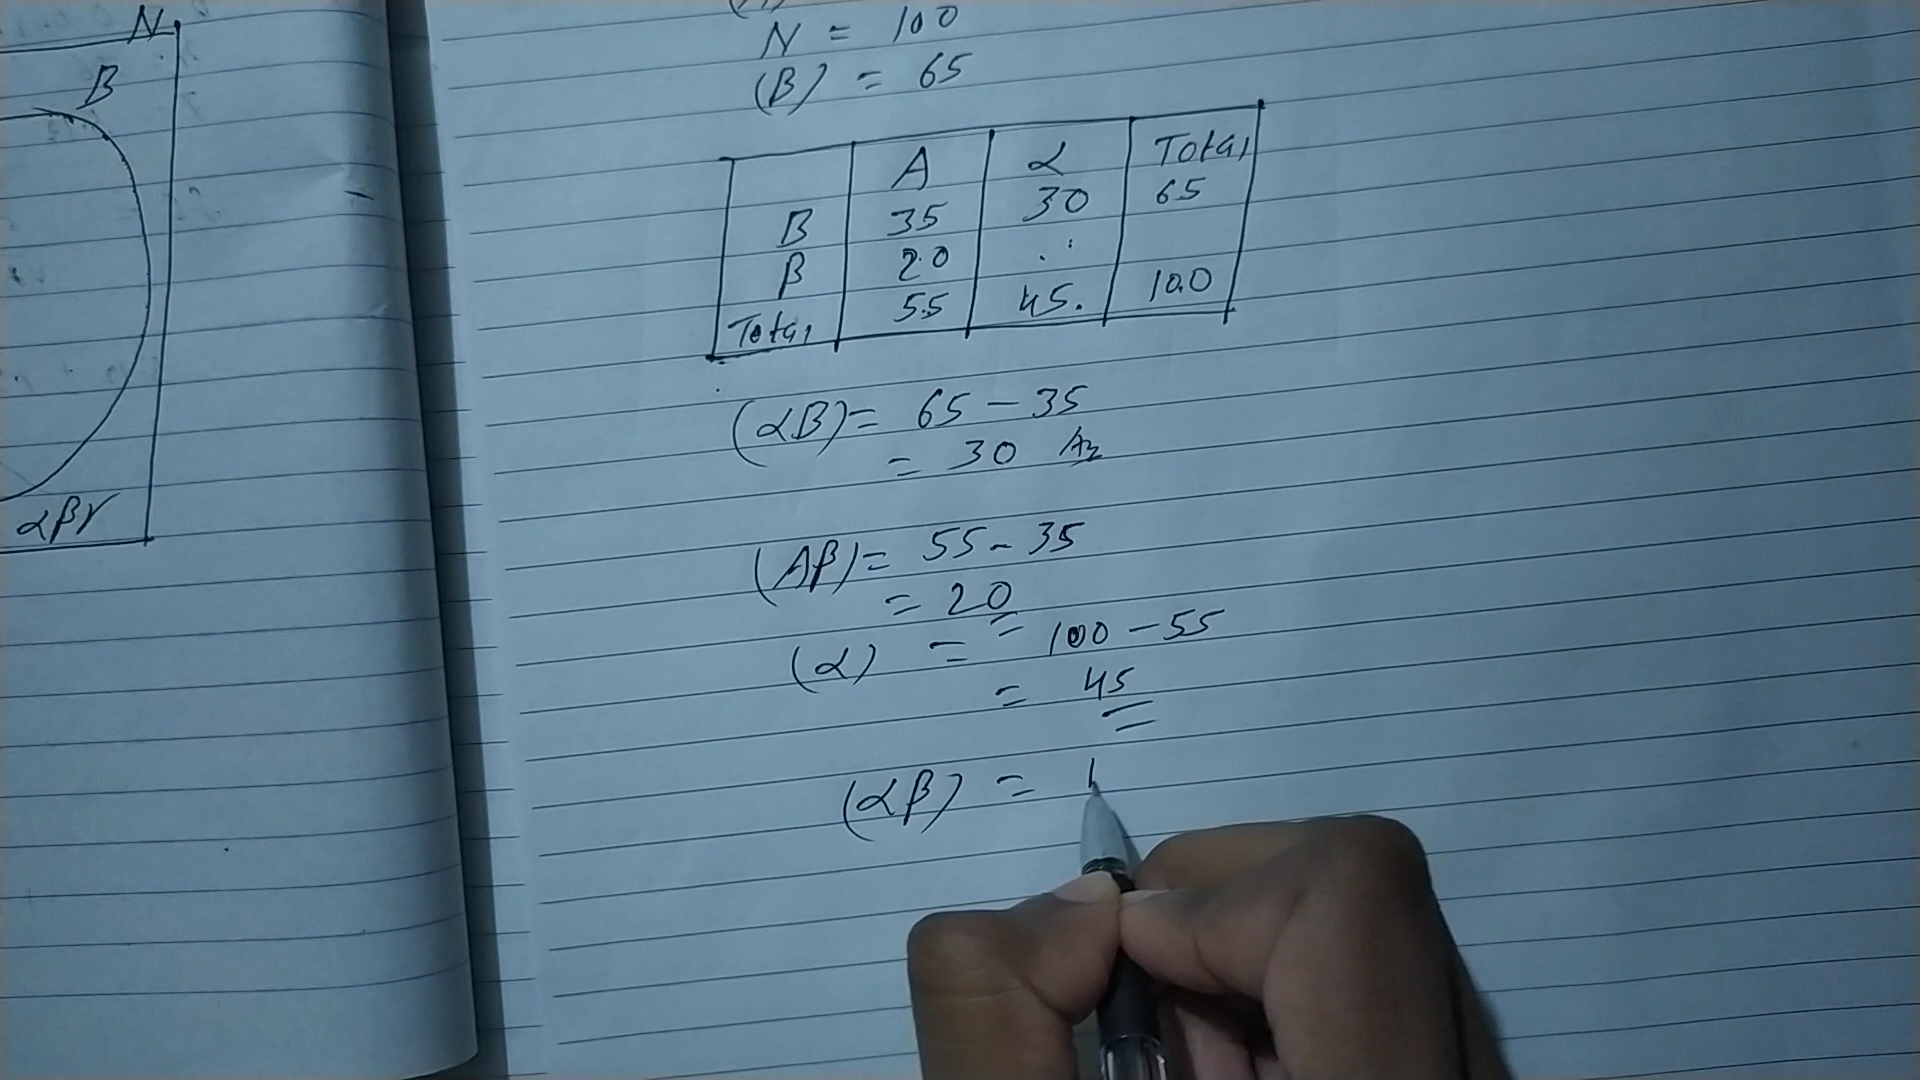 N
B
αβγ
N = 100
(B) = 65
A α Total
B 35 30 65
β 20
Total 55 45 100
(αB) = 65 - 35
= 30
(Aβ) = 55 - 35
= 20
(α) = 100 - 55
= 45
(αβ) =